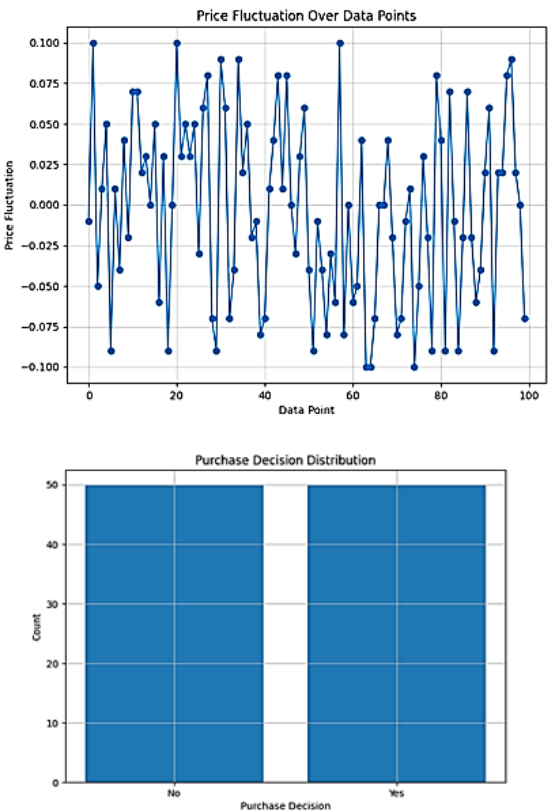 Price Fluctuation Over Data Points
Price Fluctuation
0.100
0.075
0.050
0.025
0.000
−0.025
−0.050
−0.075
−0.100
0 20 40 60 80 100
Data Point
Purchase Decision Distribution
Count
50
40
30
20
10
0
No Yes
Purchase Decision